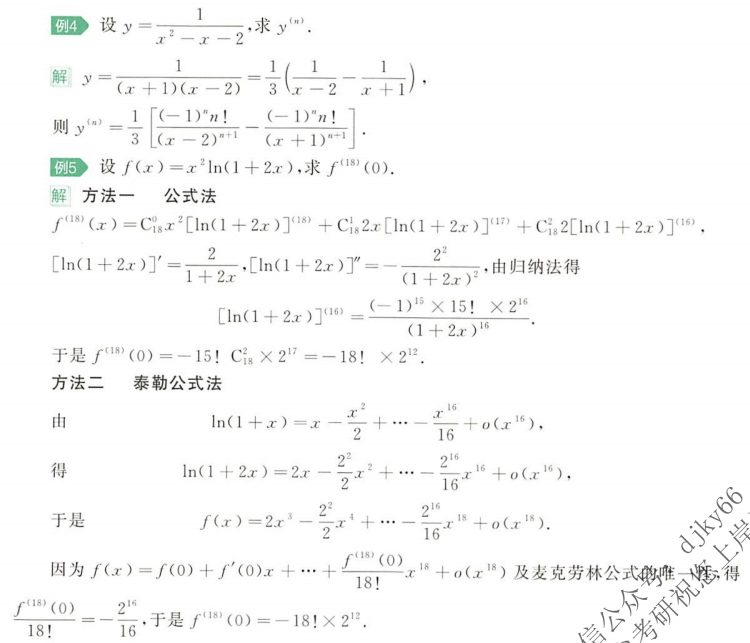 例4 设 y = \frac{1}{x^2 - x - 2}, 求 y^{(n)}.
解 y = \frac{1}{(x+1)(x-2)} = \frac{1}{3}\left(\frac{1}{x-2} - \frac{1}{x+1}\right),
则 y^{(n)} = \frac{1}{3}\left[\frac{(-1)^n n!}{(x-2)^{n+1}} - \frac{(-1)^n n!}{(x+1)^{n+1}}\right].
例5 设 f(x) = x^2 ln(1+2x), 求 f^{(18)}(0).
解 方法一 公式法
f^{(18)}(x) = C_{18}^0 x^2 [ln(1+2x)]^{(18)} + C_{18}^1 2x [ln(1+2x)]^{(17)} + C_{18}^2 2[ln(1+2x)]^{(16)},
[ln(1+2x)]' = \frac{2}{1+2x}, [ln(1+2x)]'' = -\frac{2^2}{(1+2x)^2}, 由归纳法得
[ln(1+2x)]^{(16)} = \frac{(-1)^{15} × 15! × 2^{16}}{(1+2x)^{16}}.
于是 f^{(18)}(0) = -15! C_{18}^2 × 2^{17} = -18! × 2^{12}.
方法二 泰勒公式法
由 ln(1+x) = x - \frac{x^2}{2} + ⋯ - \frac{x^{16}}{16} + o(x^{16}),
得 ln(1+2x) = 2x - \frac{2^2}{2}x^2 + ⋯ - \frac{2^{16}}{16}x^{16} + o(x^{16}),
于是 f(x) = 2x^3 - \frac{2^2}{2}x^4 + ⋯ - \frac{2^{16}}{16}x^{18} + o(x^{18}).
因为 f(x) = f(0) + f'(0)x + ⋯ + \frac{f^{(18)}(0)}{18!}x^{18} + o(x^{18}) 及麦克劳林公式的唯一性,得
\frac{f^{(18)}(0)}{18!} = -\frac{2^{16}}{16}, 于是 f^{(18)}(0) = -18! × 2^{12}.
信公众号: djky66
考研祝您上岸